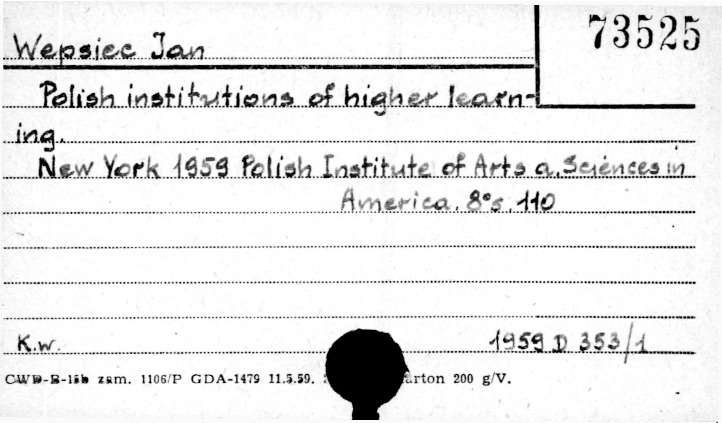 73525
Wepsiec Jan
Polish institutions of higher learn-
ing.
New York 1959 Polish Institute of Arts a. Sciences in
America. 8° s. 110
K.w. 1959 D 353/1
CWD-B-15b zam. 1106/P GDA-1479 11.5.59. arton 200 g/V.